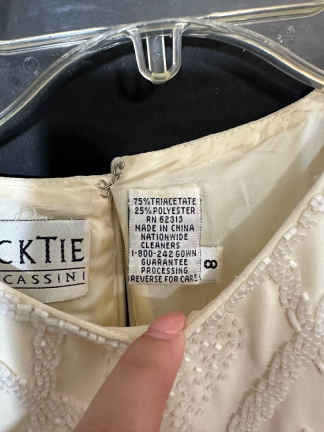 CKTIE
CASSINI
75% TRIACETATE
25% POLYESTER
RN 62313
MADE IN CHINA
NATIONWIDE
CLEANERS
1-800-242 GOWN
GUARANTEE
PROCESSING
REVERSE FOR CARE
8